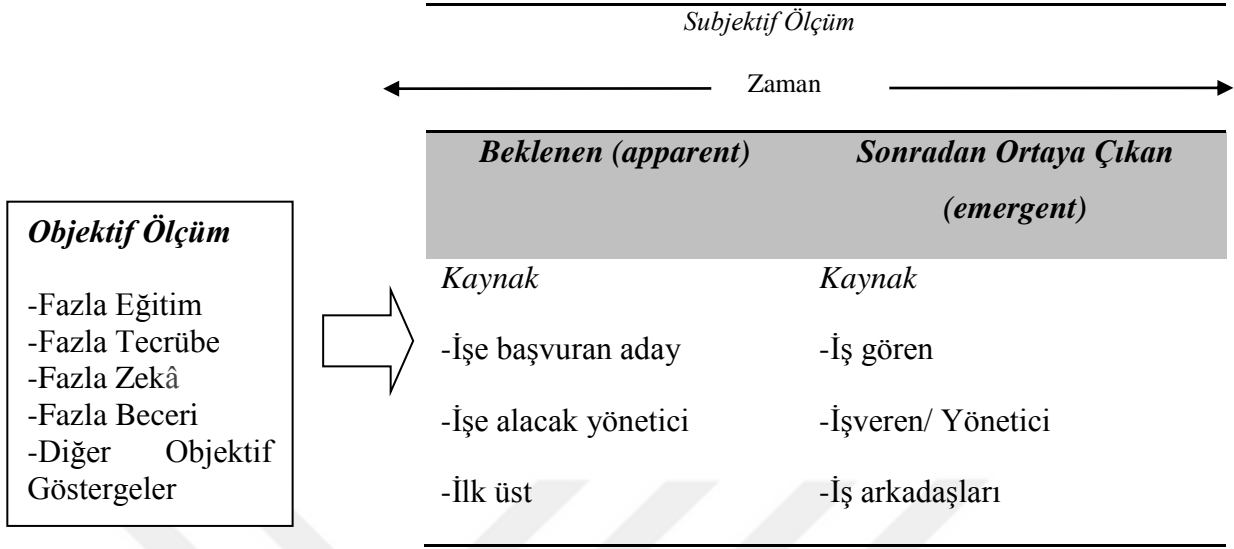 Subjektif Ölçüm
Zaman
Beklenen (apparent)
Sonradan Ortaya Çıkan
(emergent)
Objektif Ölçüm
-Fazla Eğitim
-Fazla Tecrübe
-Fazla Zekâ
-Fazla Beceri
-Diğer Objektif
Göstergeler
Kaynak
-İşe başvuran aday
-İşe alacak yönetici
-İlk üst
Kaynak
-İş gören
-İşveren/ Yönetici
-İş arkadaşları